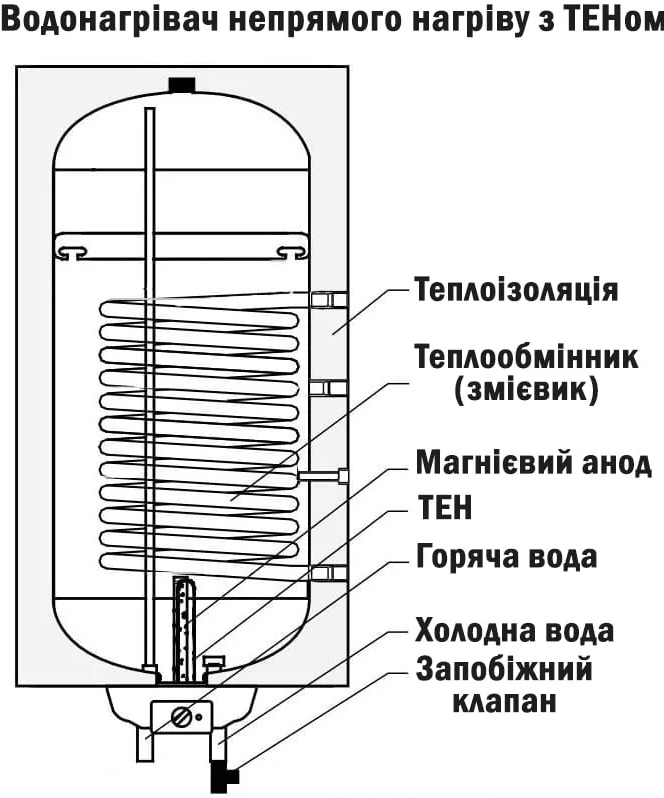 Водонагрівач непрямого нагріву з ТЕНом
Теплоізоляція
Теплообмінник
(змієвик)
Магнієвий анод
ТЕН
Горяча вода
Холодна вода
Запобіжний
клапан